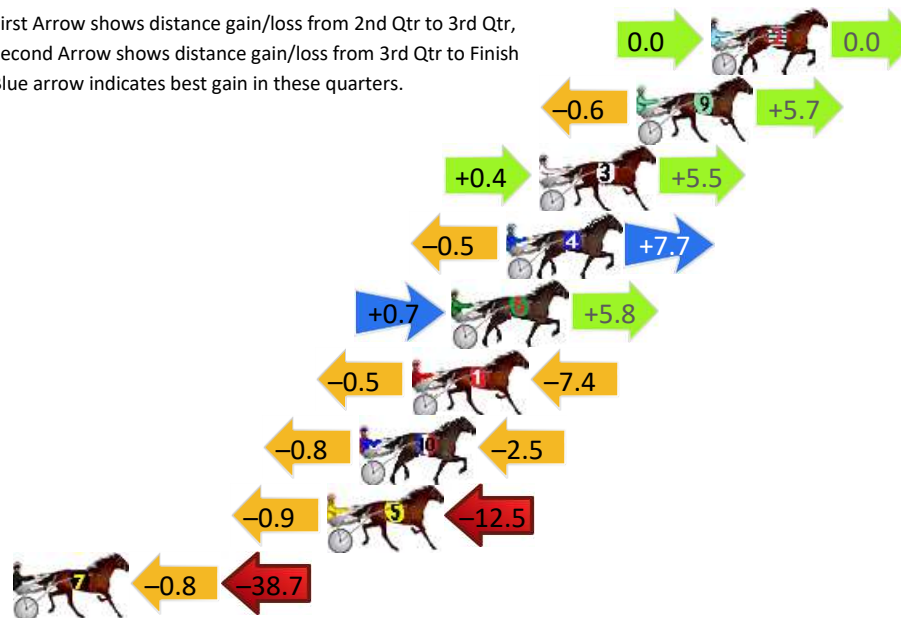 irst Arrow shows distance gain/loss from 2nd Qtr to 3rd Qtr,
econd Arrow shows distance gain/loss from 3rd Qtr to Finish
Blue arrow indicates best gain in these quarters.
0.0 0.0
−0.6 9 +5.7
+0.4 3 +5.5
−0.5 4 +7.7
+0.7 +5.8
−0.5 1 −7.4
−0.8 10 −2.5
−0.9 5 −12.5
7 −0.8 −38.7